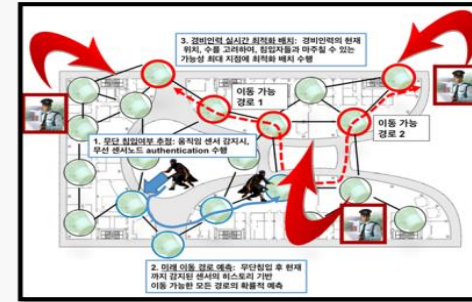 3. 경비인력 실시간 최적화 배치: 경비인력의 현재
위치, 수를 고려하여, 침입자들과 마주칠 수 있는
가능성 최대 지점에 최적화 배치 수행
이동 가능
경로 1
이동 가능
경로 2
1. 무단 침입여부 추정: 움직임 센서 감지시,
무선 센서노드 authentication 수행
2. 미래 이동 경로 예측: 무단침입 후 현재
까지 감지된 센서의 히스토리 기반
이동 가능한 모든 경로의 확률적 예측